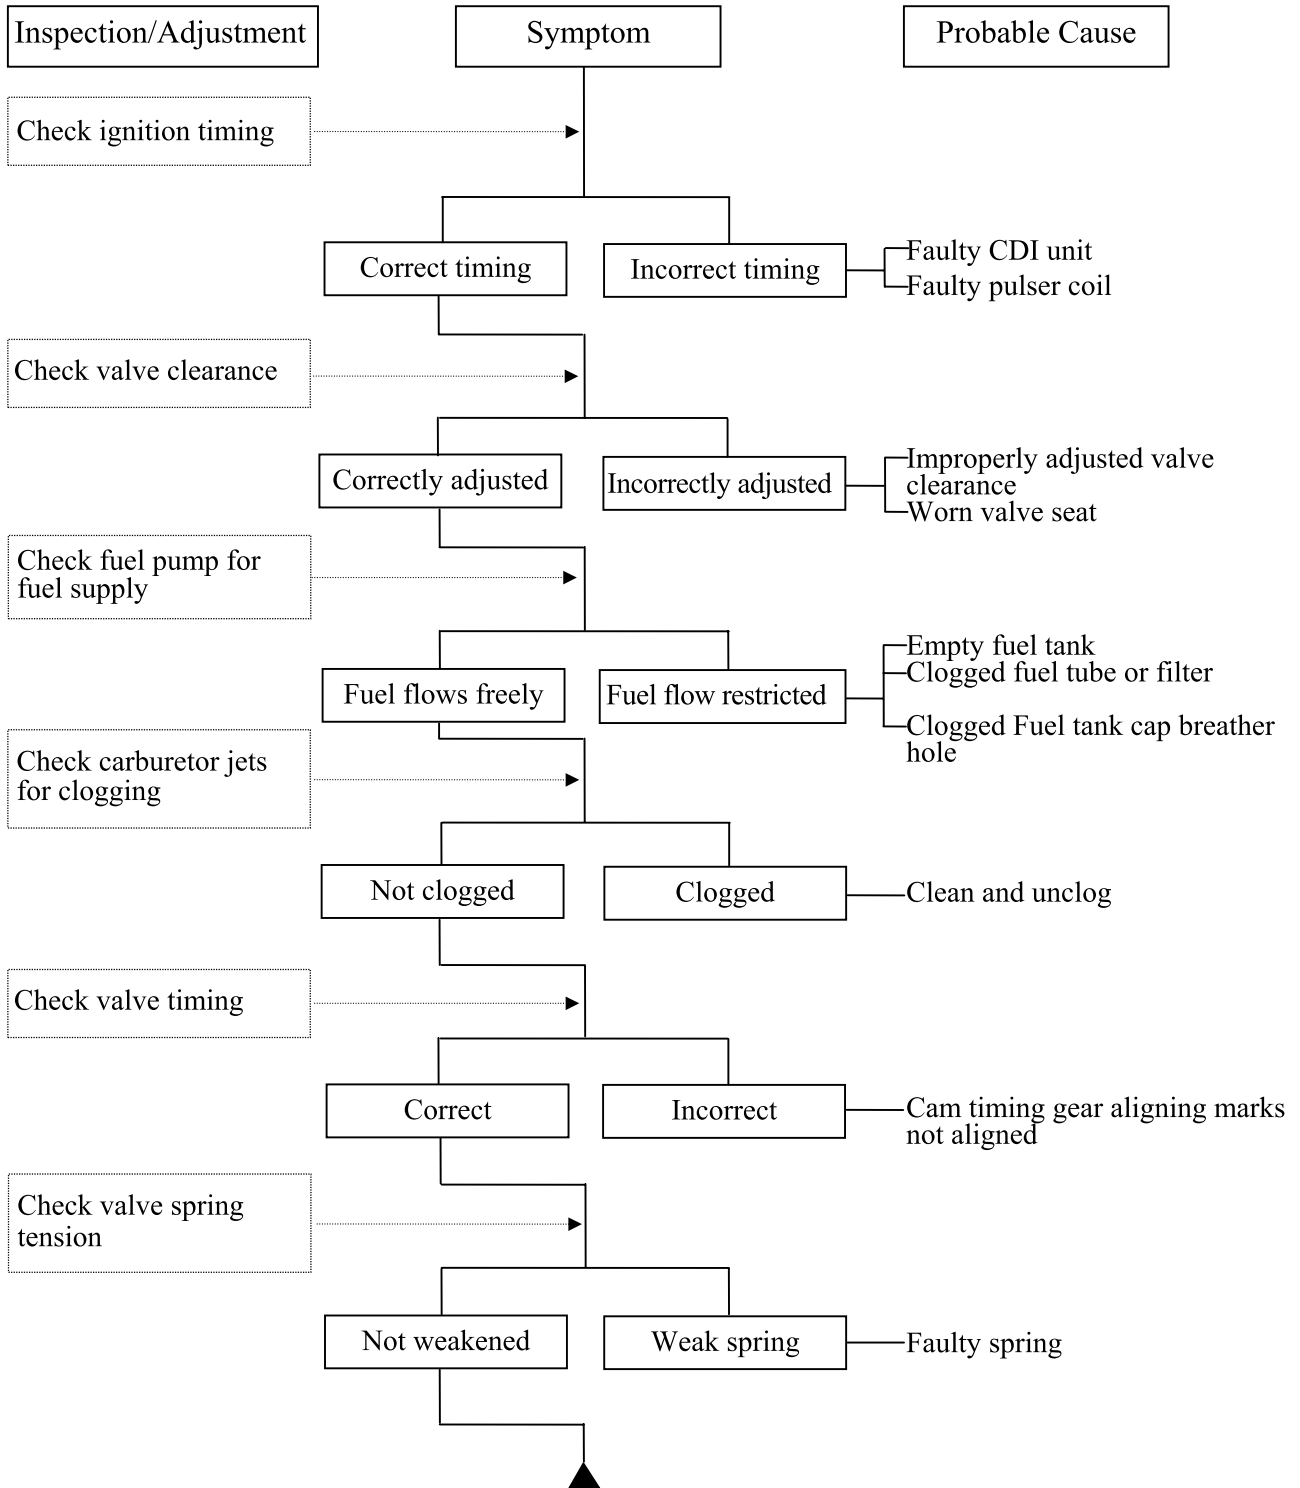 Inspection/Adjustment
Symptom
Probable Cause
Check ignition timing
Correct timing
Incorrect timing
Faulty CDI unit
Faulty pulser coil
Check valve clearance
Correctly adjusted
Incorrectly adjusted
Improperly adjusted valve
clearance
Worn valve seat
Check fuel pump for
fuel supply
Fuel flows freely
Fuel flow restricted
Empty fuel tank
Clogged fuel tube or filter
Clogged Fuel tank cap breather
hole
Check carburetor jets
for clogging
Not clogged
Clogged
Clean and unclog
Check valve timing
Correct
Incorrect
Cam timing gear aligning marks
not aligned
Check valve spring
tension
Not weakened
Weak spring
Faulty spring